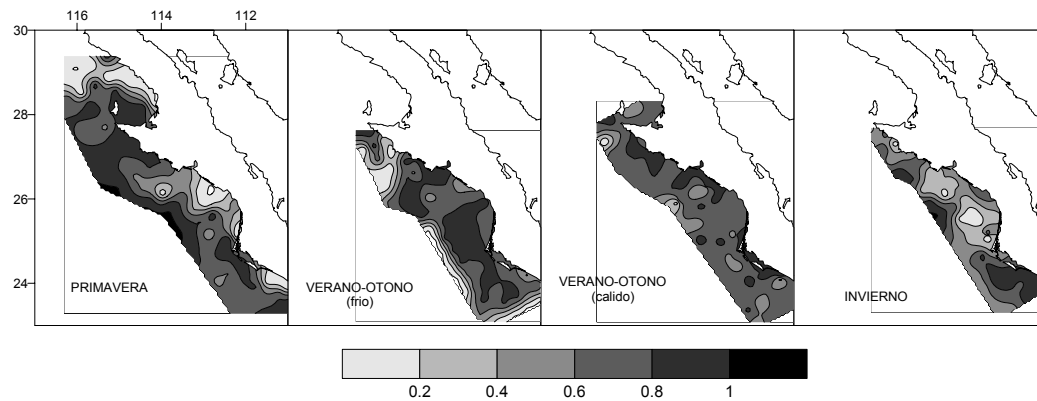 116 114 112
30
28
26
24
PRIMAVERA
VERANO-OTONO
(frio)
VERANO-OTONO
(calido)
INVIERNO
0.2 0.4 0.6 0.8 1